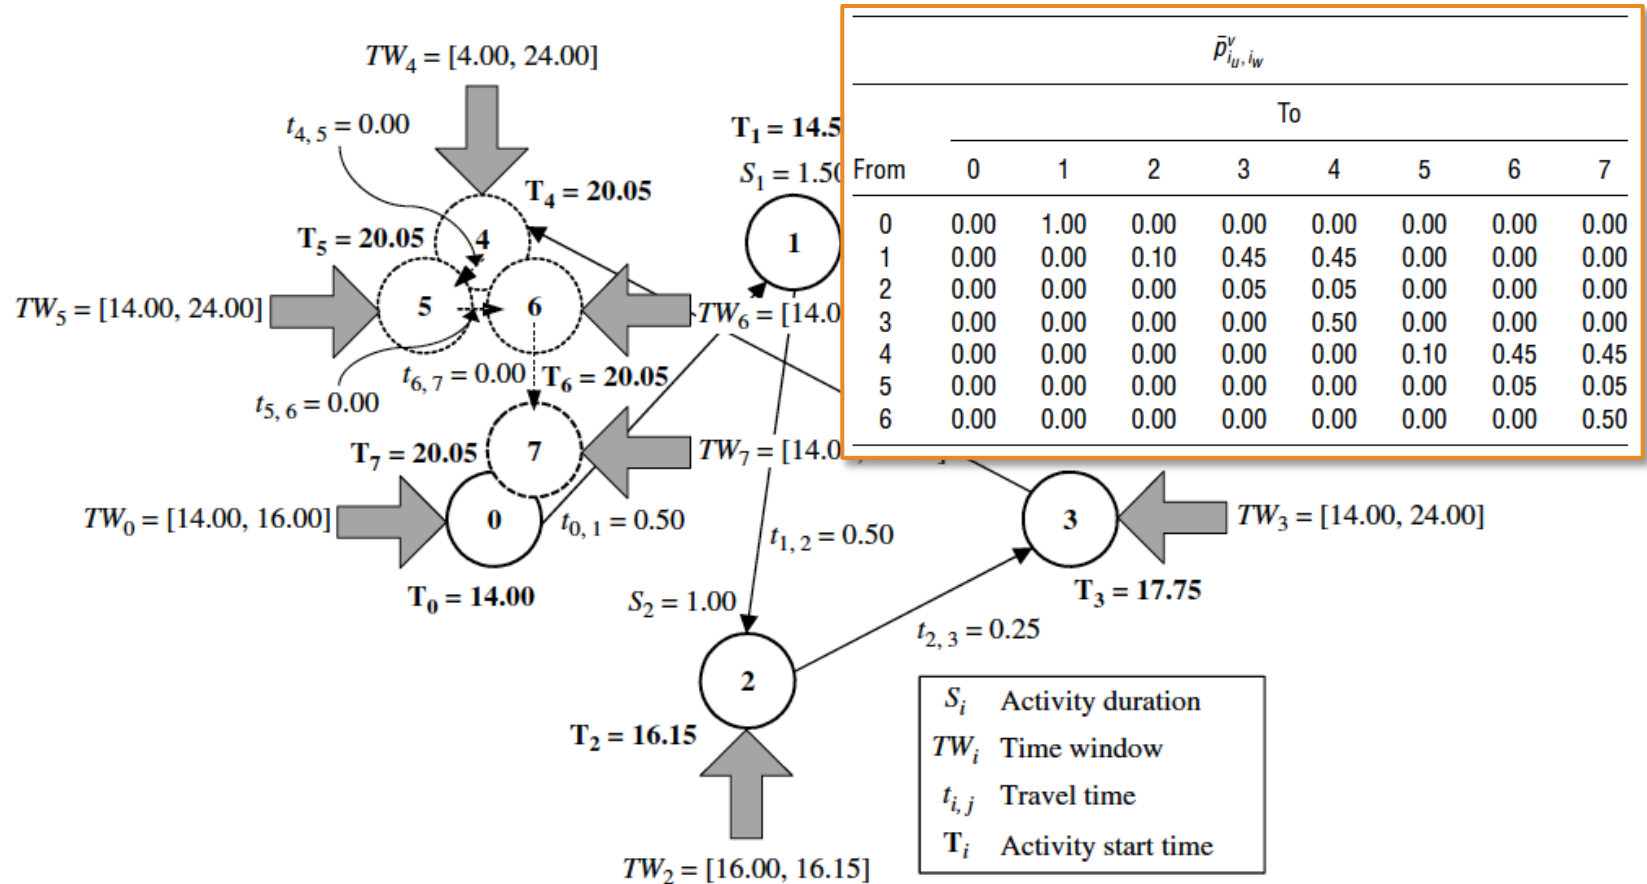 TW4 = [4.00, 24.00]
t4, 5 = 0.00
T1 = 14.5
S1 = 1.50
T4 = 20.05
T5 = 20.05
4
1
5
6
TW5 = [14.00, 24.00]
TW6 = [14.0
t6, 7 = 0.00
T6 = 20.05
t5, 6 = 0.00
T7 = 20.05
7
TW7 = [14.0
TW0 = [14.00, 16.00]
0
t0, 1 = 0.50
t1, 2 = 0.50
3
TW3 = [14.00, 24.00]
T0 = 14.00
S2 = 1.00
T3 = 17.75
t2, 3 = 0.25
2
T2 = 16.15
TW2 = [16.00, 16.15]
Si Activity duration
TWi Time window
ti, j Travel time
Ti Activity start time
p̄v iu, iw
To
From 0 1 2 3 4 5 6 7
0 0.00 1.00 0.00 0.00 0.00 0.00 0.00 0.00
1 0.00 0.00 0.10 0.45 0.45 0.00 0.00 0.00
2 0.00 0.00 0.00 0.05 0.05 0.00 0.00 0.00
3 0.00 0.00 0.00 0.00 0.50 0.00 0.00 0.00
4 0.00 0.00 0.00 0.00 0.00 0.10 0.45 0.45
5 0.00 0.00 0.00 0.00 0.00 0.00 0.05 0.05
6 0.00 0.00 0.00 0.00 0.00 0.00 0.00 0.50